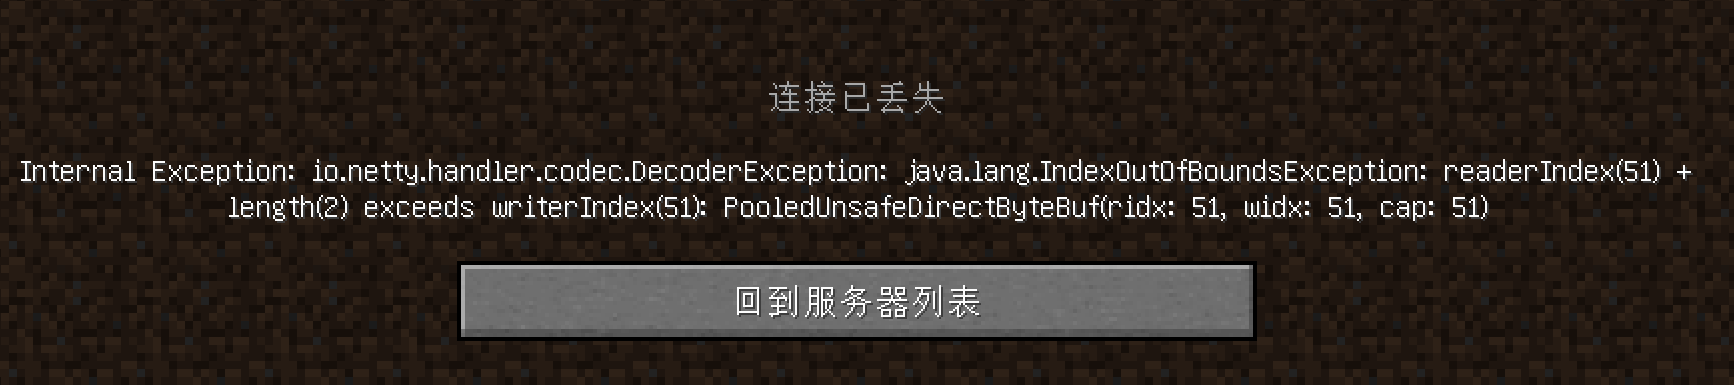 连接已丢失
Internal Exception: io.netty.handler.codec.DecoderException: java.lang.IndexOutOfBoundsException: readerIndex(51) +
length(2) exceeds writerIndex(51): PooledUnsafeDirectByteBuf(ridx: 51, widx: 51, cap: 51)
回到服务器列表